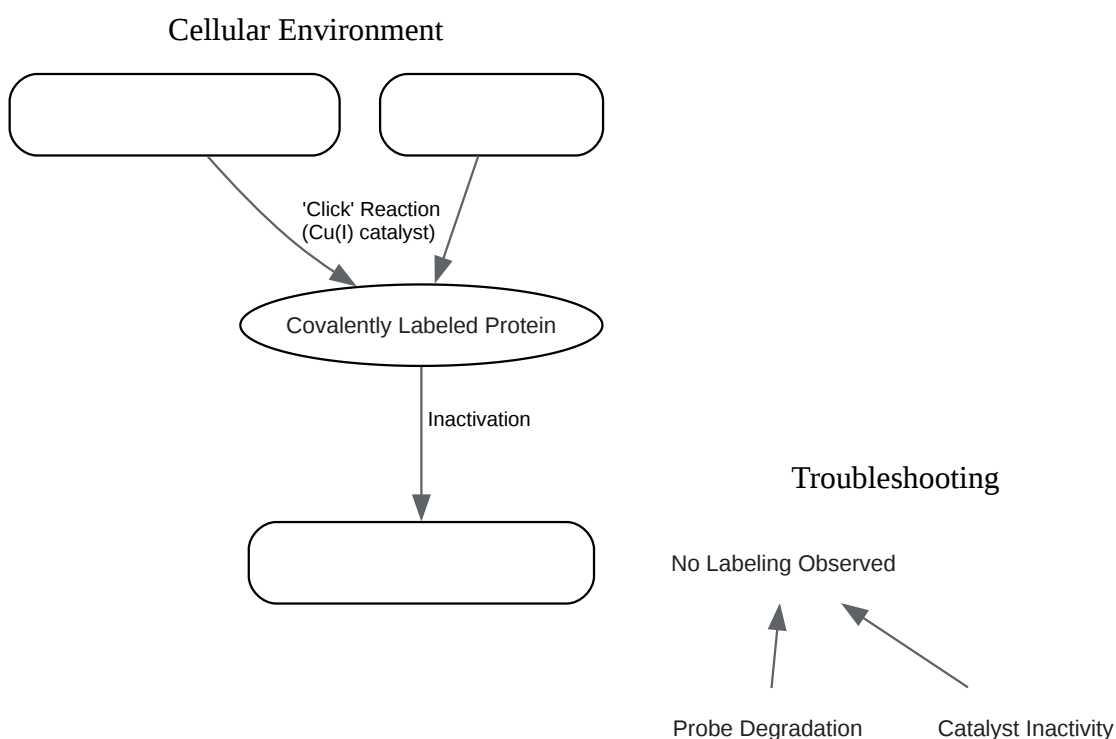 Cellular Environment
'Click' Reaction
(Cu(I) catalyst)
Covalently Labeled Protein
Inactivation
Troubleshooting
No Labeling Observed
Probe Degradation
Catalyst Inactivity